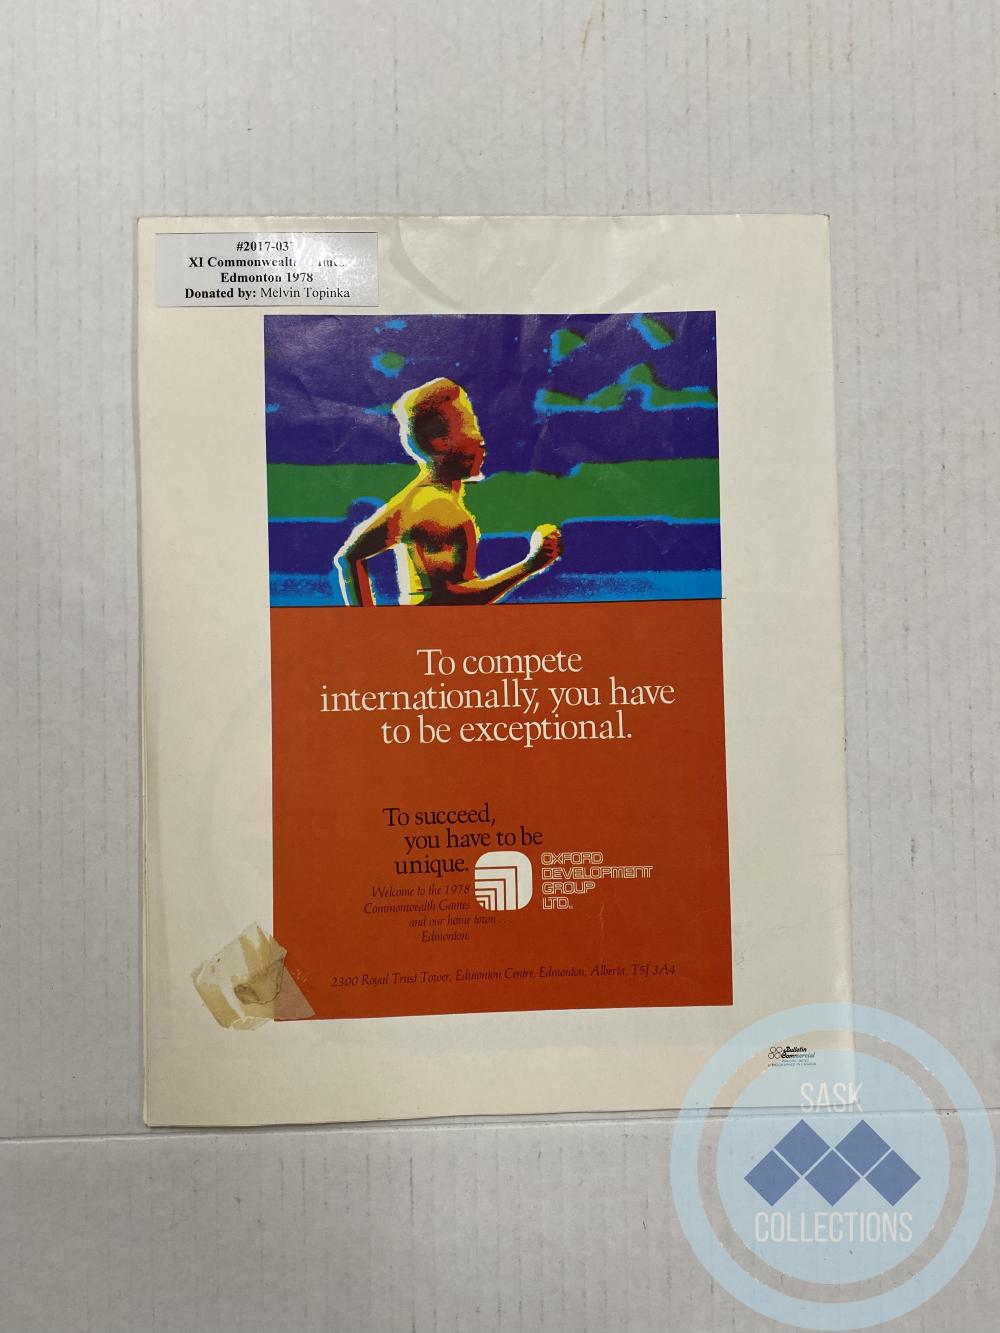 #2017-03
XI Commonwealth
Edmonton 1978
Donated by: Melvin Topinka
To compete
internationally, you have
to be exceptional.
To succeed,
you have to be
unique.
OXFORD
DEVELOPMENT
GROUP
LTD.
Welcome to the 1978
Commonwealth Games
and our home town . . .
Edmonton.
2300 Royal Trust Tower, Edmonton Centre, Edmonton, Alberta T5J 3A4
Bulletin
Commercial
SASK
COLLECTIONS